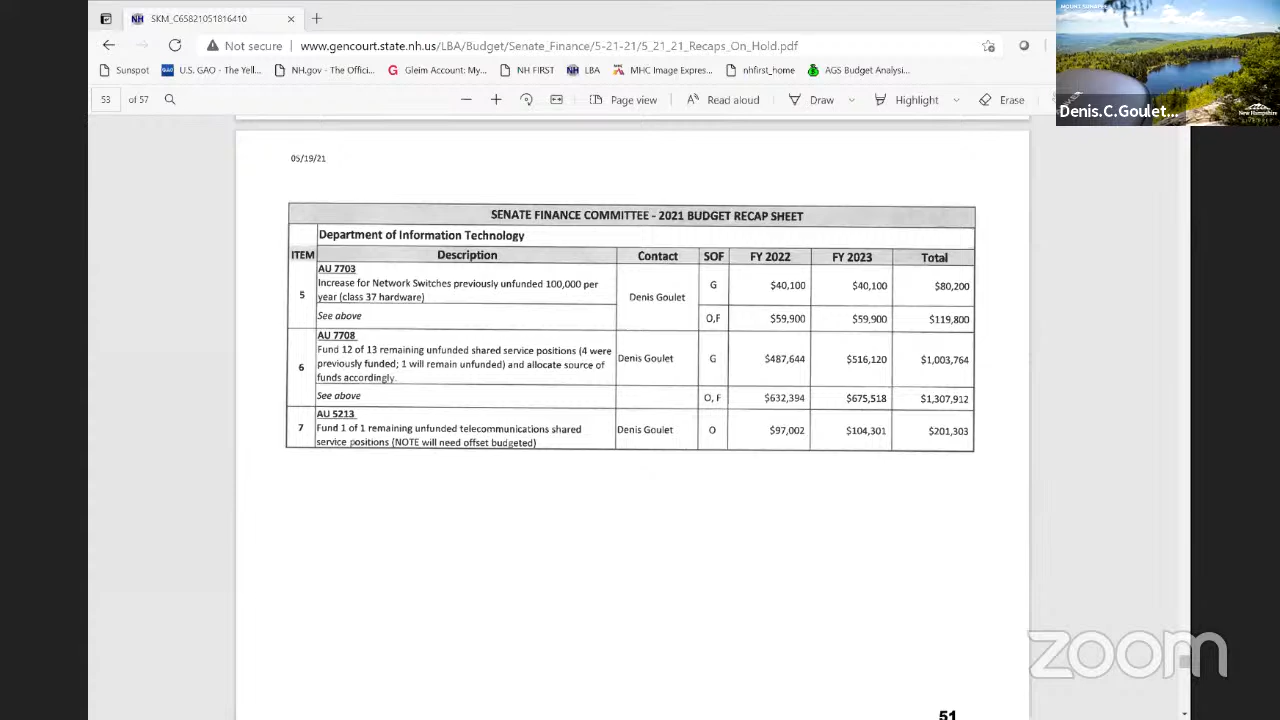 SKM_C65821051816410
Not secure
www.gencourt.state.nh.us/LBA/Budget/Senate_Finance/5-21-21/5_21_21_Recaps_On_Hold.pdf
Sunspot
U.S. GAO - The Yell...
NH.gov - The Offici...
Gleim Account: My...
NH FIRST
LBA
MHC Image Expres...
nhfirst_home
AGS Budget Analysi...
53 of 57
Page view
Read aloud
Draw
Highlight
Erase
Denis.C.Goulet...
New Hampshire
05/19/21
SENATE FINANCE COMMITTEE - 2021 BUDGET RECAP SHEET
Department of Information Technology
ITEM Description Contact SOF FY 2022 FY 2023 Total
AU 7703
5 Increase for Network Switches previously unfunded 100,000 per
year (class 37 hardware)
Denis Goulet G $40,100 $40,100 $80,200
See above O,F $59,900 $59,900 $119,800
AU 7708
6 Fund 12 of 13 remaining unfunded shared service positions (4 were
previously funded; 1 will remain unfunded) and allocate source of
funds accordingly.
Denis Goulet G $487,644 $516,120 $1,003,764
See above O, F $632,394 $675,518 $1,307,912
AU 5213
7 Fund 1 of 1 remaining unfunded telecommunications shared
service positions (NOTE will need offset budgeted)
Denis Goulet O $97,002 $104,301 $201,303
51
zoom